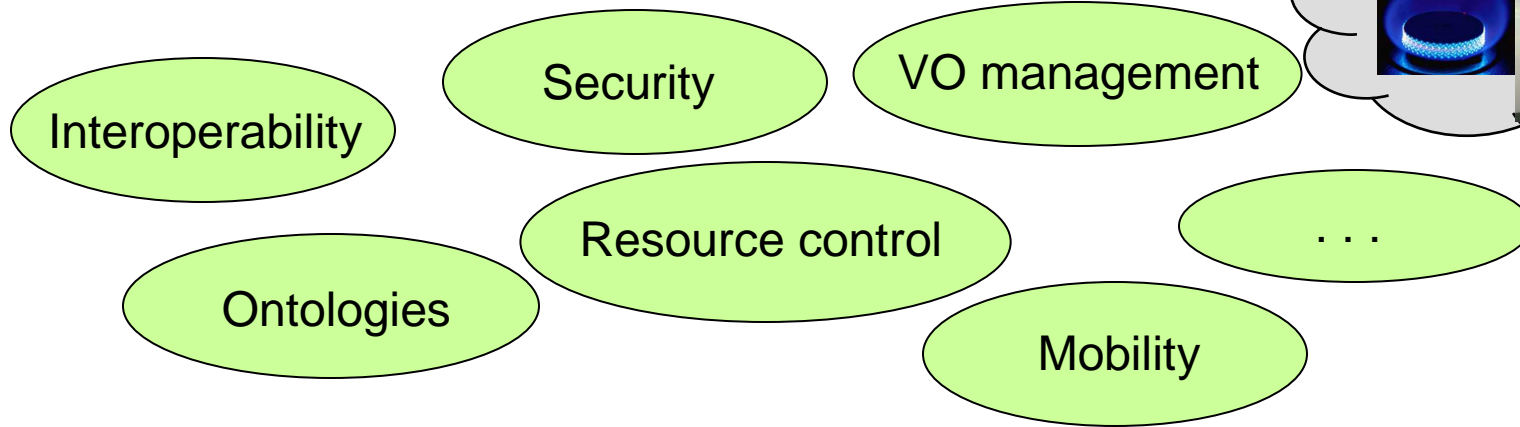 Interoperability
Security
VO management
Resource control
. . .
Ontologies
Mobility